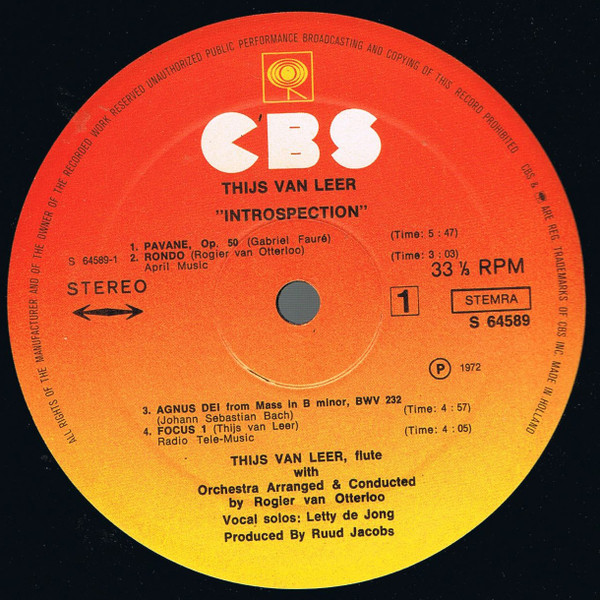 ALL RIGHTS OF THE MANUFACTURER AND OF THE OWNER OF THE RECORDED WORK RESERVED UNAUTHORIZED PUBLIC PERFORMANCE BROADCASTING AND COPYING OF THIS RECORD PROHIBITED
CBS & ARE REG. TRADEMARKS OF CBS INC. MADE IN HOLLAND
CBS
THIJS VAN LEER
"INTROSPECTION"
1. PAVANE, Op. 50 (Gabriel Fauré) (Time: 5 : 47)
2. RONDO (Rogier van Otterloo) (Time: 3 : 03)
April Music
S 64589-1
33 ⅓ RPM
STEREO
1
STEMRA
S 64589
℗ 1972
3. AGNUS DEI from Mass in B minor, BWV 232
(Johann Sebastian Bach) (Time: 4 : 57)
4. FOCUS 1 (Thijs van Leer) (Time: 4 : 05)
Radio Tele-Music
THIJS VAN LEER, flute
with
Orchestra Arranged & Conducted
by Rogier van Otterloo
Vocal solos: Letty de Jong
Produced By Ruud Jacobs